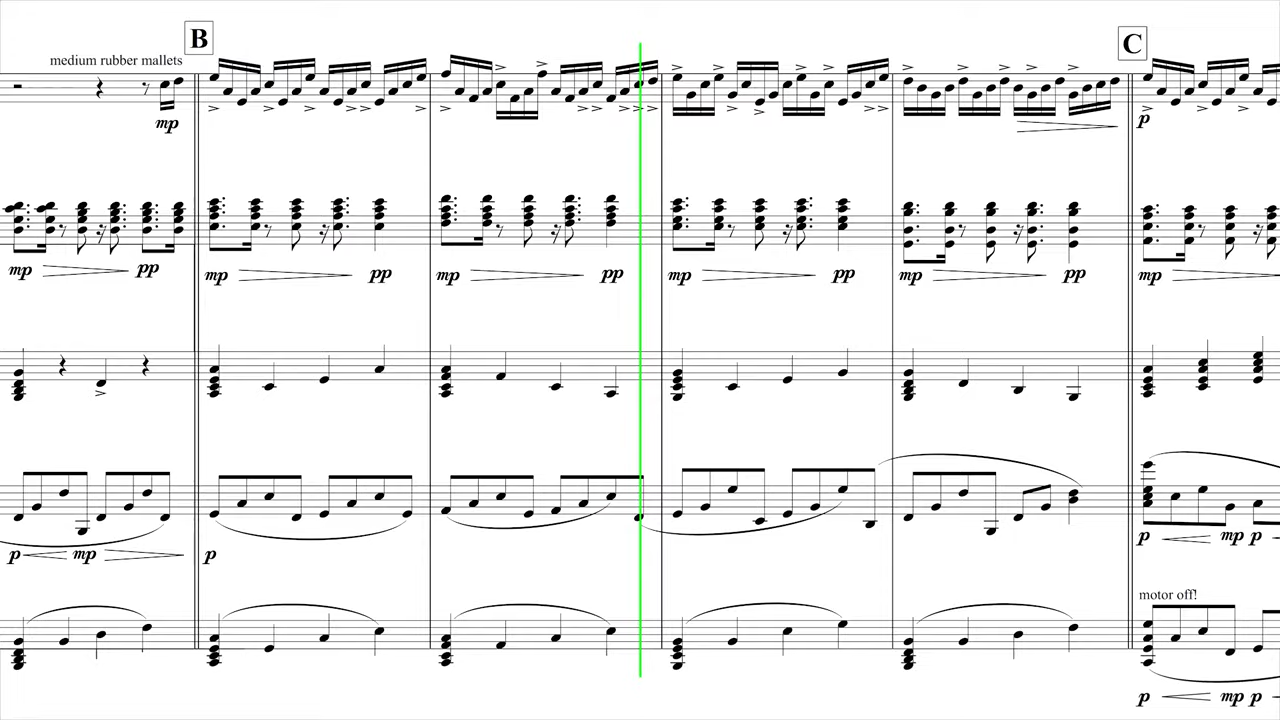 B
C
medium rubber mallets
mp
p
mp pp mp pp mp pp mp pp mp pp mp
p mp p p mp p
motor off!
p mp p